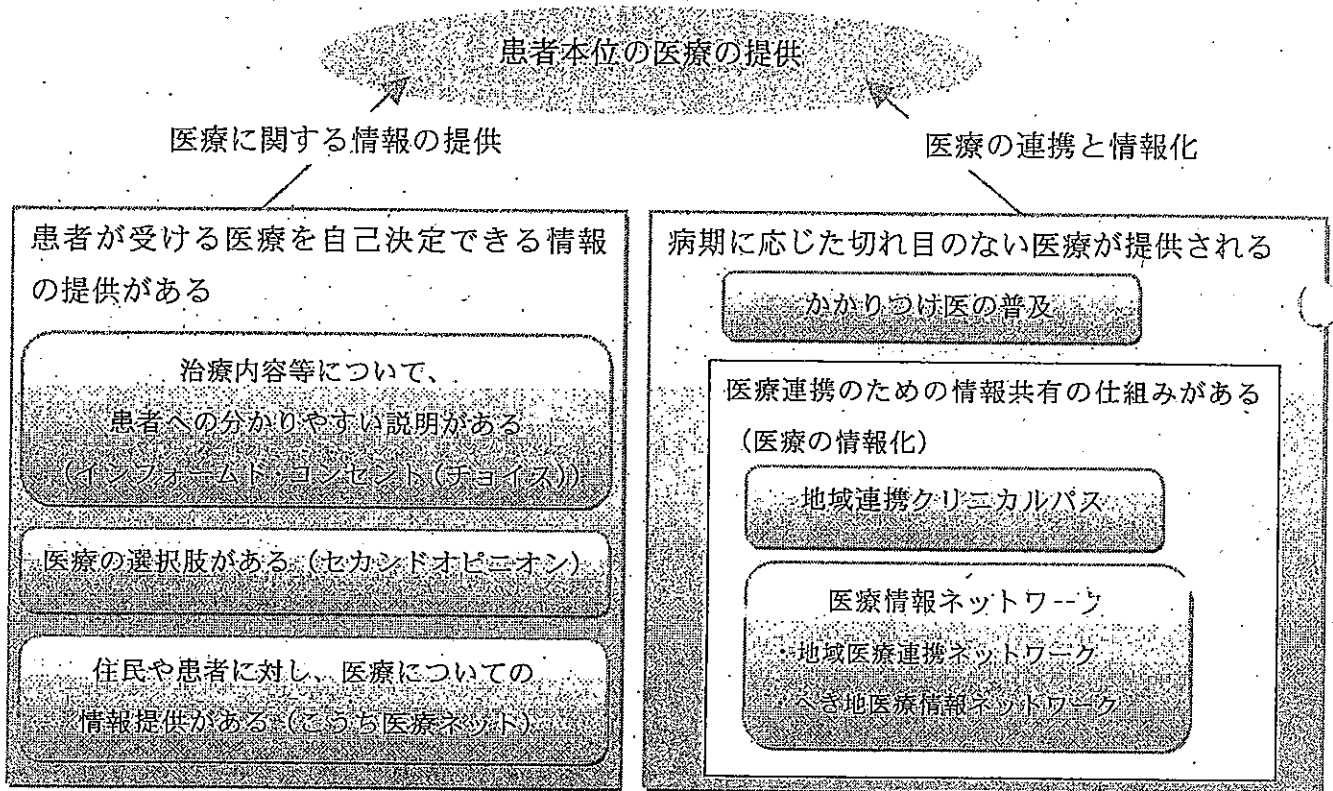 患者本位の医療の提供
医療に関する情報の提供
医療の連携と情報化
患者が受ける医療を自己決定できる情報
の提供がある
治療内容等について、
患者への分かりやすい説明がある
(インフォームド・コンセント(チョイス))
医療の選択肢がある(セカンドオピニオン)
住民や患者に対し、医療についての
情報提供がある(こうち医療ネット)
病期に応じた切れ目のない医療が提供される
かかりつけ医の普及
医療連携のための情報共有の仕組みがある
(医療の情報化)
地域連携クリニカルパス
医療情報ネットワーク
・地域医療連携ネットワーク
・へき地医療情報ネットワーク